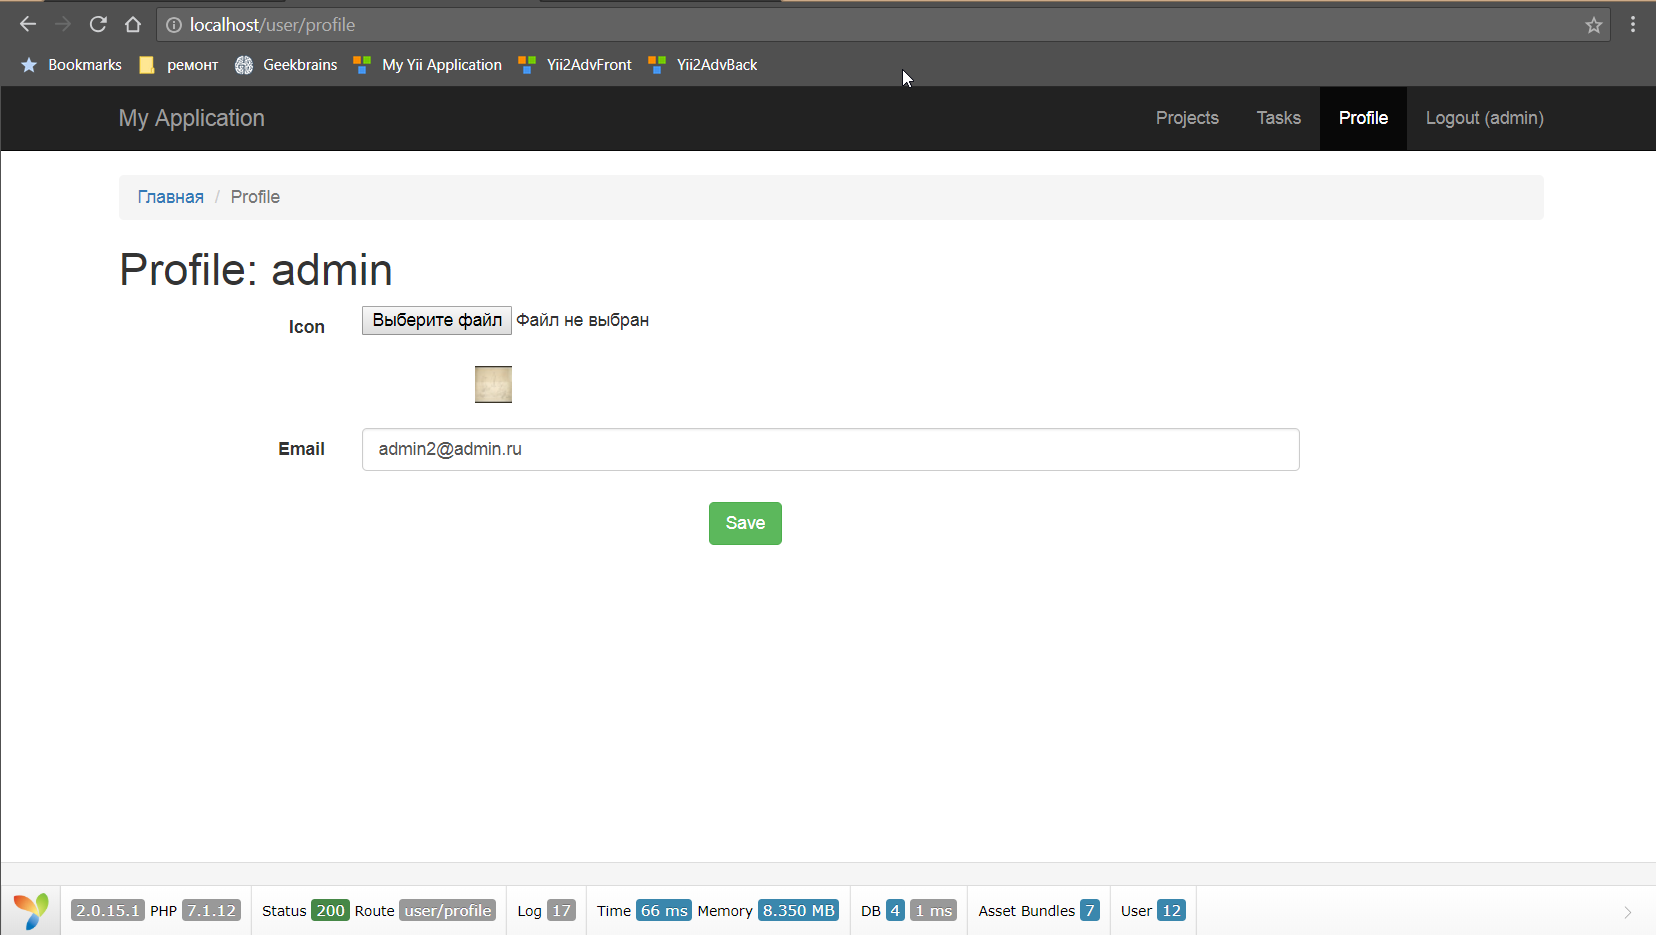 localhost/user/profile
Bookmarks ремонт Geekbrains My Yii Application Yii2AdvFront Yii2AdvBack
My Application Projects Tasks Profile Logout (admin)
Главная / Profile
Profile: admin
Icon Выберите файл Файл не выбран
Email admin2@admin.ru
Save
2.0.15.1 PHP 7.1.12 Status 200 Route user/profile Log 17 Time 66 ms Memory 8.350 MB DB 4 1 ms Asset Bundles 7 User 12